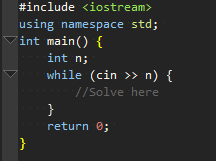 #include <iostream>
using namespace std;
int main() {
    int n;
    while (cin >> n) {
        //Solve here
    }
    return 0;
}